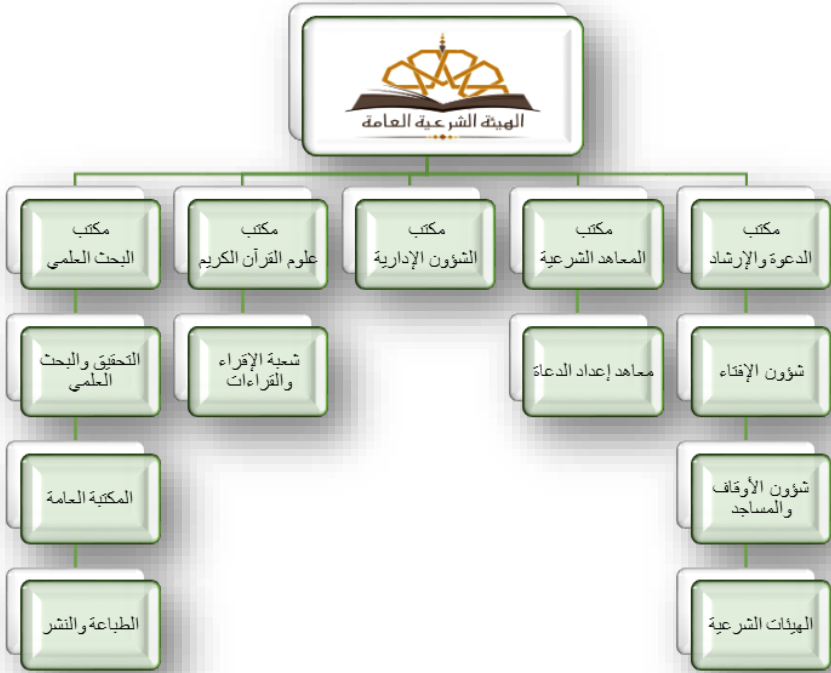 الهيئة الشرعية العامة
مكتب
الدعوة والإرشاد
مكتب
المعاهد الشرعية
مكتب
الشؤون الإدارية
مكتب
علوم القرآن الكريم
مكتب
البحث العلمي
شؤون الإفتاء
معاهد إعداد الدعاة
شعبة الإقراء
والقراءات
التحقيق والبحث
العلمي
شؤون الأوقاف
والمساجد
المكتبة العامة
الهيئات الشرعية
الطباعة والنشر